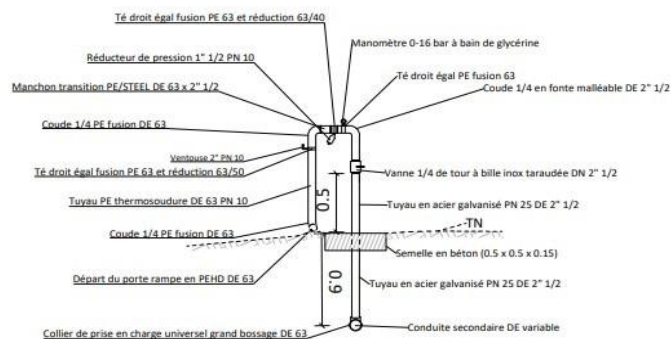 Té droit égal fusion PE 63 et réduction 63/40
Réducteur de pression 1" 1/2 PN 10
Manchon transition PE/STEEL DE 63 x 2" 1/2
Coude 1/4 PE fusion DE 63
Ventouse 2" PN 10
Té droit égal fusion PE 63 et réduction 63/50
Tuyau PE thermosoudure DE 63 PN 10
Coude 1/4 PE fusion DE 63
Départ du porte rampe en PEHD DE 63
Collier de prise en charge universel grand bossage DE 63
Manomètre 0-16 bar à bain de glycérine
Té droit égal PE fusion 63
Coude 1/4 en fonte malléable DE 2" 1/2
Vanne 1/4 de tour à bille inox taraudée DN 2" 1/2
0.5
Tuyau en acier galvanisé PN 25 DE 2" 1/2
TN
Semelle en béton (0.5 x 0.5 x 0.15)
0.9
Tuyau en acier galvanisé PN 25 DE 2" 1/2
Conduite secondaire DE variable